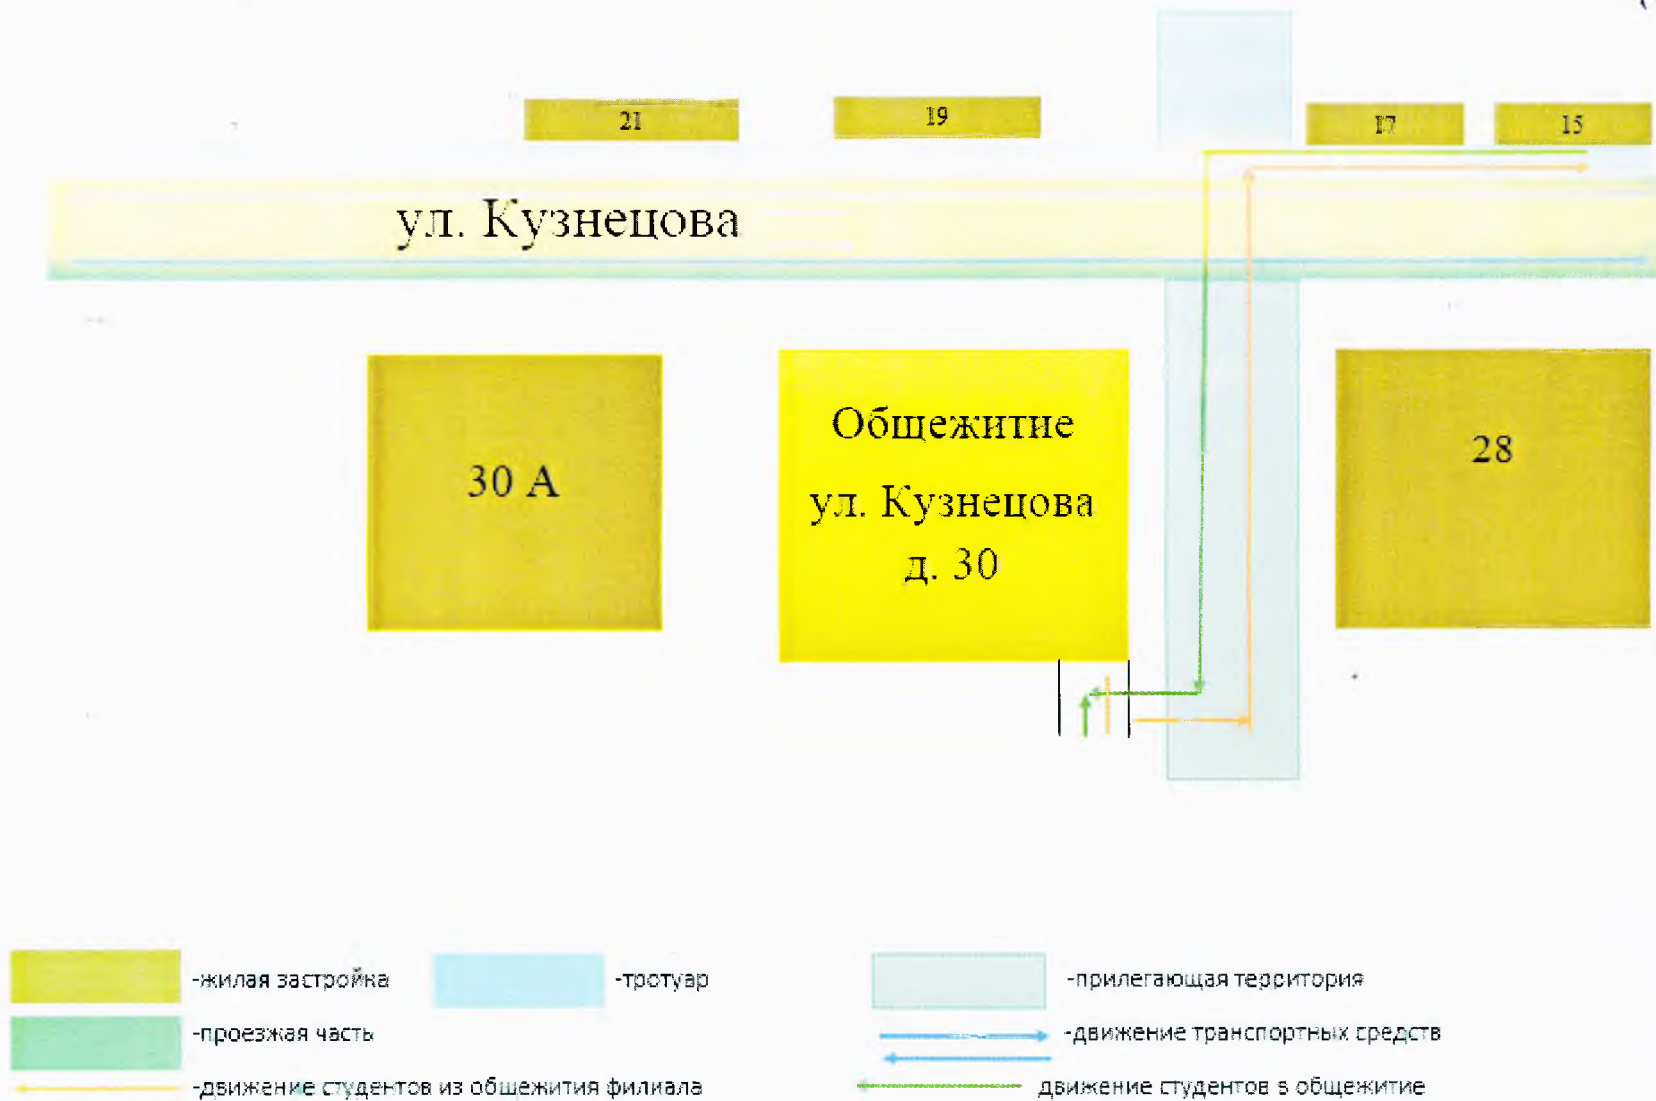 21
19
17
15
ул. Кузнецова
30 А
Общежитие
ул. Кузнецова
д. 30
28
-жилая застройка
-тротуар
-прилегающая территория
-проезжая часть
-движение транспортных средств
-движение студентов из общежития филиала
движение студентов в общежитие